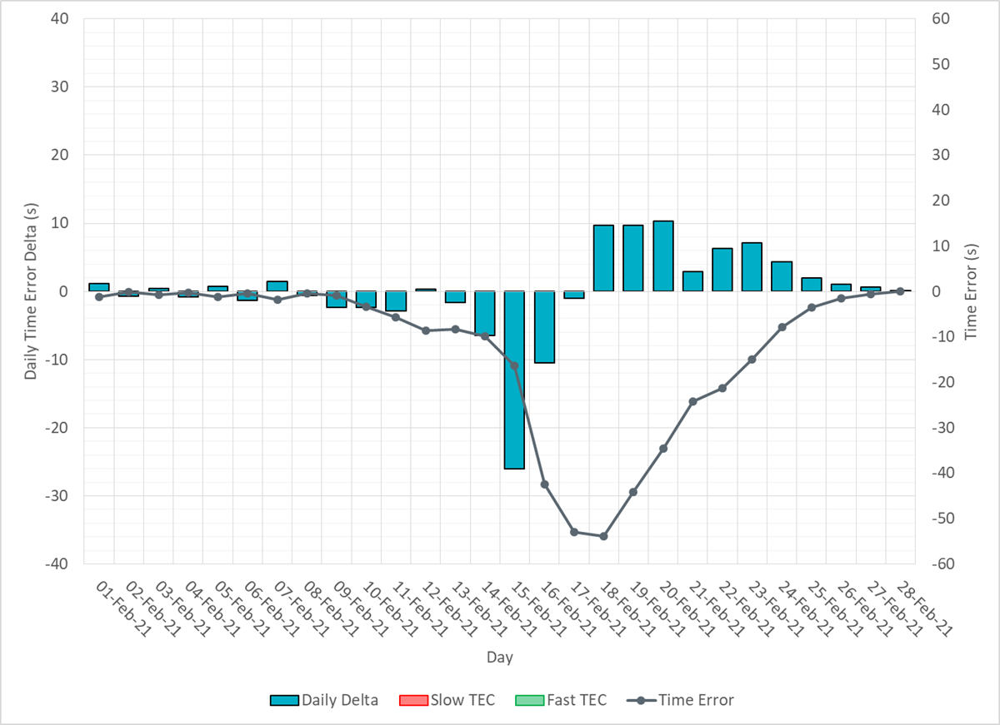 40
30
20
10
0
-10
-20
-30
-40
Daily Time Error Delta (s)
60
50
40
30
20
10
0
-10
-20
-30
-40
-50
-60
Time Error (s)
01-Feb-21
02-Feb-21
03-Feb-21
04-Feb-21
05-Feb-21
06-Feb-21
07-Feb-21
08-Feb-21
09-Feb-21
10-Feb-21
11-Feb-21
12-Feb-21
13-Feb-21
14-Feb-21
15-Feb-21
16-Feb-21
17-Feb-21
18-Feb-21
19-Feb-21
20-Feb-21
21-Feb-21
22-Feb-21
23-Feb-21
24-Feb-21
25-Feb-21
26-Feb-21
27-Feb-21
28-Feb-21
Day
Daily Delta Slow TEC Fast TEC Time Error